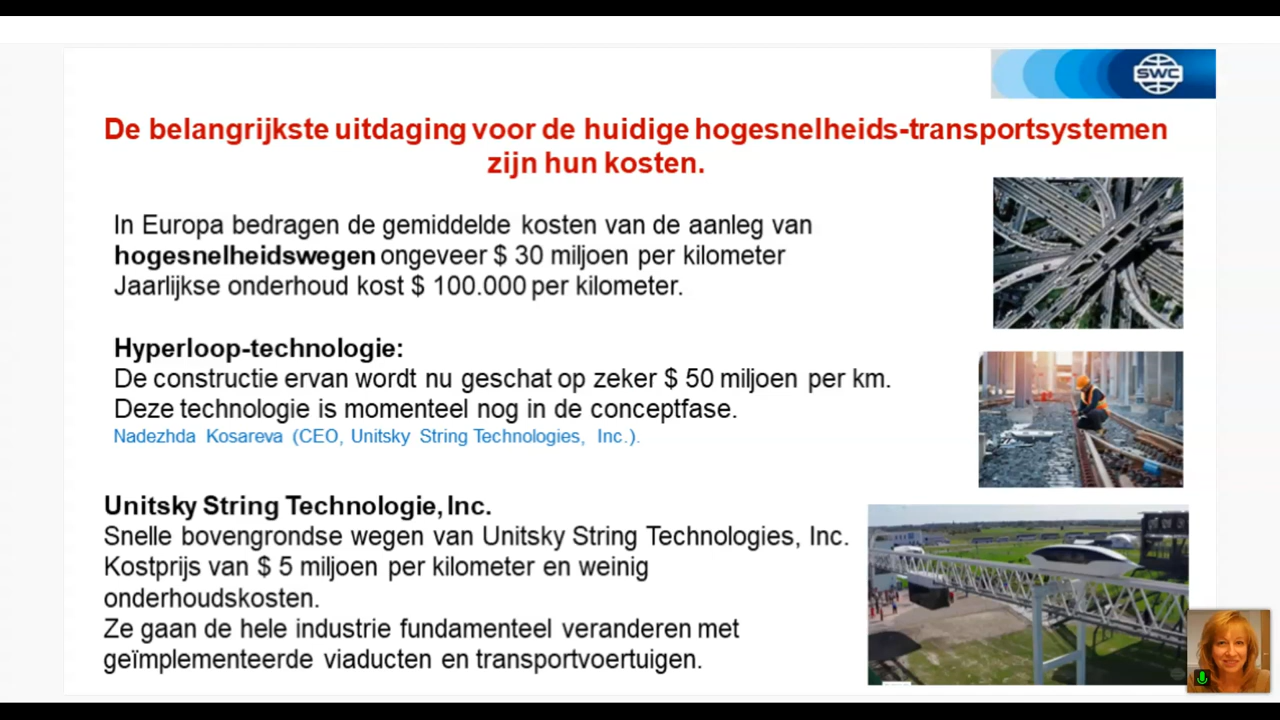 SWC
De belangrijkste uitdaging voor de huidige hogesnelheids-transportsystemen
zijn hun kosten.
In Europa bedragen de gemiddelde kosten van de aanleg van
hogesnelheidswegen ongeveer $ 30 miljoen per kilometer
Jaarlijkse onderhoud kost $ 100.000 per kilometer.
Hyperloop-technologie:
De constructie ervan wordt nu geschat op zeker $ 50 miljoen per km.
Deze technologie is momenteel nog in de conceptfase.
Nadezhda Kosareva (CEO, Unitsky String Technologies, Inc.).
Unitsky String Technologie, Inc.
Snelle bovengrondse wegen van Unitsky String Technologies, Inc.
Kostprijs van $ 5 miljoen per kilometer en weinig
onderhoudskosten.
Ze gaan de hele industrie fundamenteel veranderen met
geïmplementeerde viaducten en transportvoertuigen.